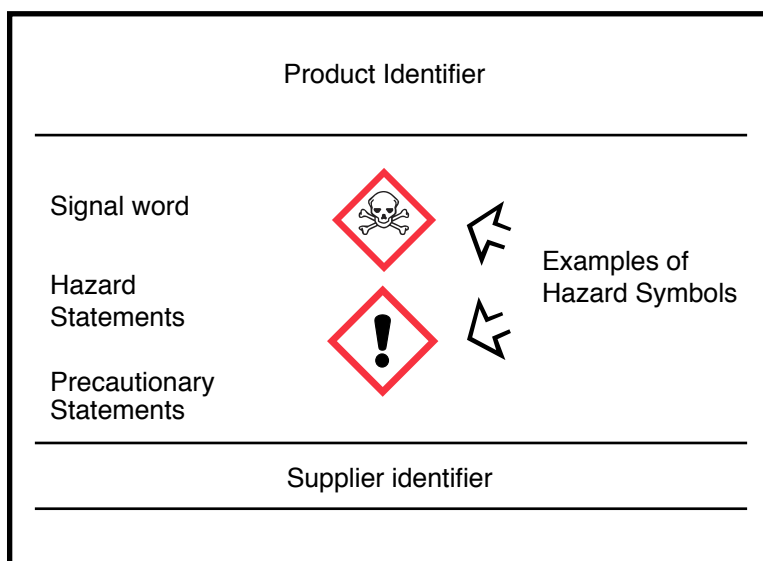 Product Identifier
Signal word
Hazard
Statements
Precautionary
Statements
Examples of
Hazard Symbols
Supplier identifier